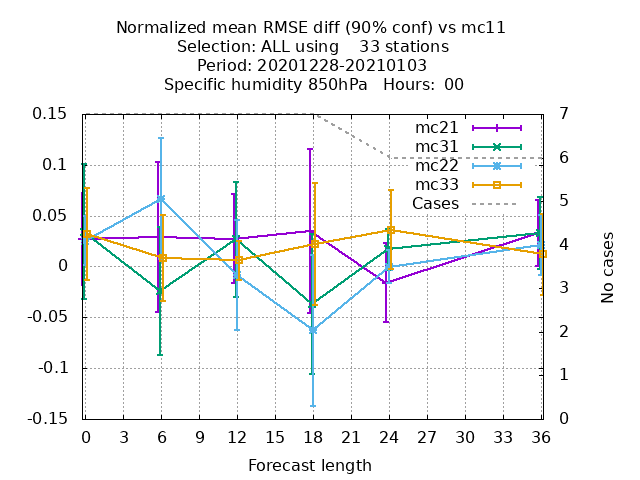 Normalized mean RMSE diff (90% conf) vs mc11
Selection: ALL using    33 stations
Period: 20201228-20210103
Specific humidity 850hPa   Hours:  00
0.15
0.1
0.05
0
-0.05
-0.1
-0.15
7
6
5
4
3
2
1
0
mc21
mc31
mc22
mc33
Cases
No cases
0 3 6 9 12 15 18 21 24 27 30 33 36
Forecast length